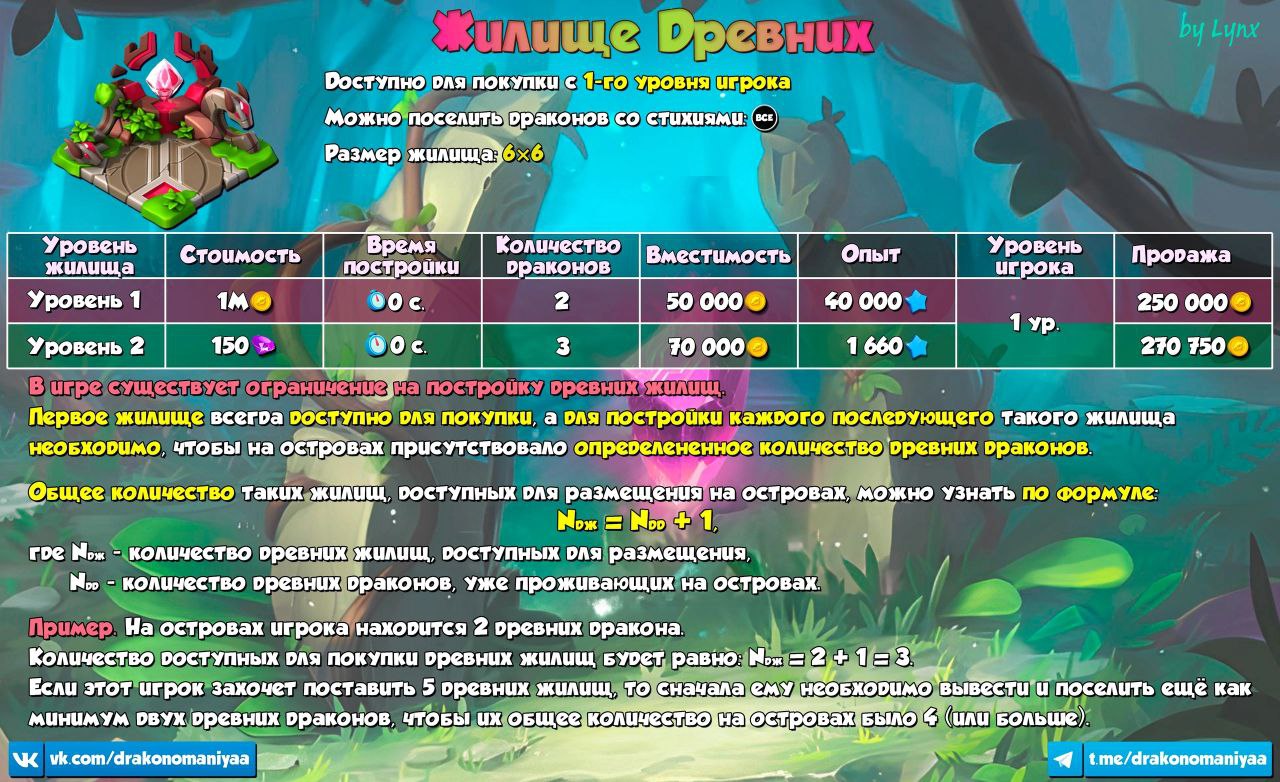 Жилище Древних
by Lynx
Доступно для покупки с 1-го уровня игрока
Можно поселить драконов со стихиями: ВСЕ
Размер жилища: 6×6
Уровень жилища | Стоимость | Время постройки | Количество драконов | Вместимость | Опыт | Уровень игрока | Продажа
Уровень 1 | 1М | 0 с. | 2 | 50 000 | 40 000 | 1 ур. | 250 000
Уровень 2 | 150 | 0 с. | 3 | 70 000 | 1 660 | 270 750
В игре существует ограничение на постройку древних жилищ.
Первое жилище всегда доступно для покупки, а для постройки каждого последующего такого жилища
необходимо, чтобы на островах присутствовало определененное количество древних драконов.
Общее количество таких жилищ, доступных для размещения на островах, можно узнать по формуле:
Nдж = Nдд + 1,
где Nдж - количество древних жилищ, доступных для размещения,
Nдд - количество древних драконов, уже проживающих на островах.
Пример. На островах игрока находится 2 древних дракона.
Количество доступных для покупки древних жилищ будет равно: Nдж = 2 + 1 = 3.
Если этот игрок захочет поставить 5 древних жилищ, то сначала ему необходимо вывести и поселить ещё как
минимум двух древних драконов, чтобы их общее количество на островах было 4 (или больше).
vk.com/drakonomaniyaa
t.me/drakonomaniyaa